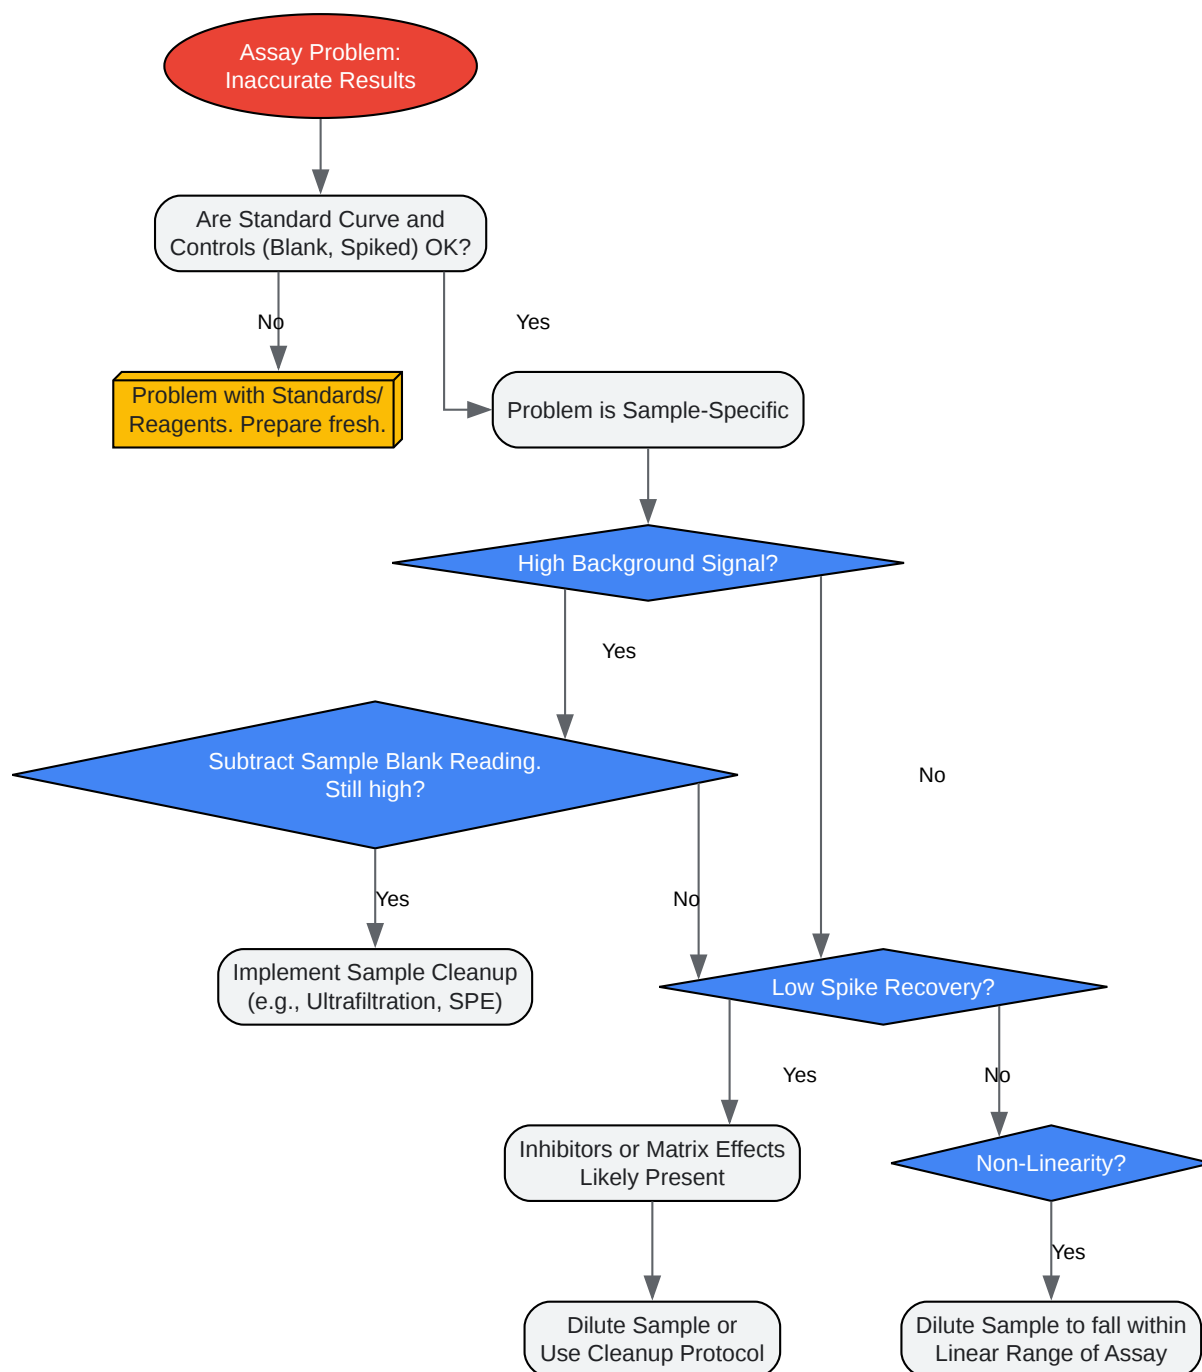 Assay Problem:
Inaccurate Results
Are Standard Curve and
Controls (Blank, Spiked) OK?
No
Yes
Problem with Standards/
Reagents. Prepare fresh.
Problem is Sample-Specific
High Background Signal?
Yes
Subtract Sample Blank Reading.
Still high?
No
Yes
No
Implement Sample Cleanup
(e.g., Ultrafiltration, SPE)
Low Spike Recovery?
Yes
No
Inhibitors or Matrix Effects
Likely Present
Non-Linearity?
Yes
Dilute Sample or
Use Cleanup Protocol
Dilute Sample to fall within
Linear Range of Assay